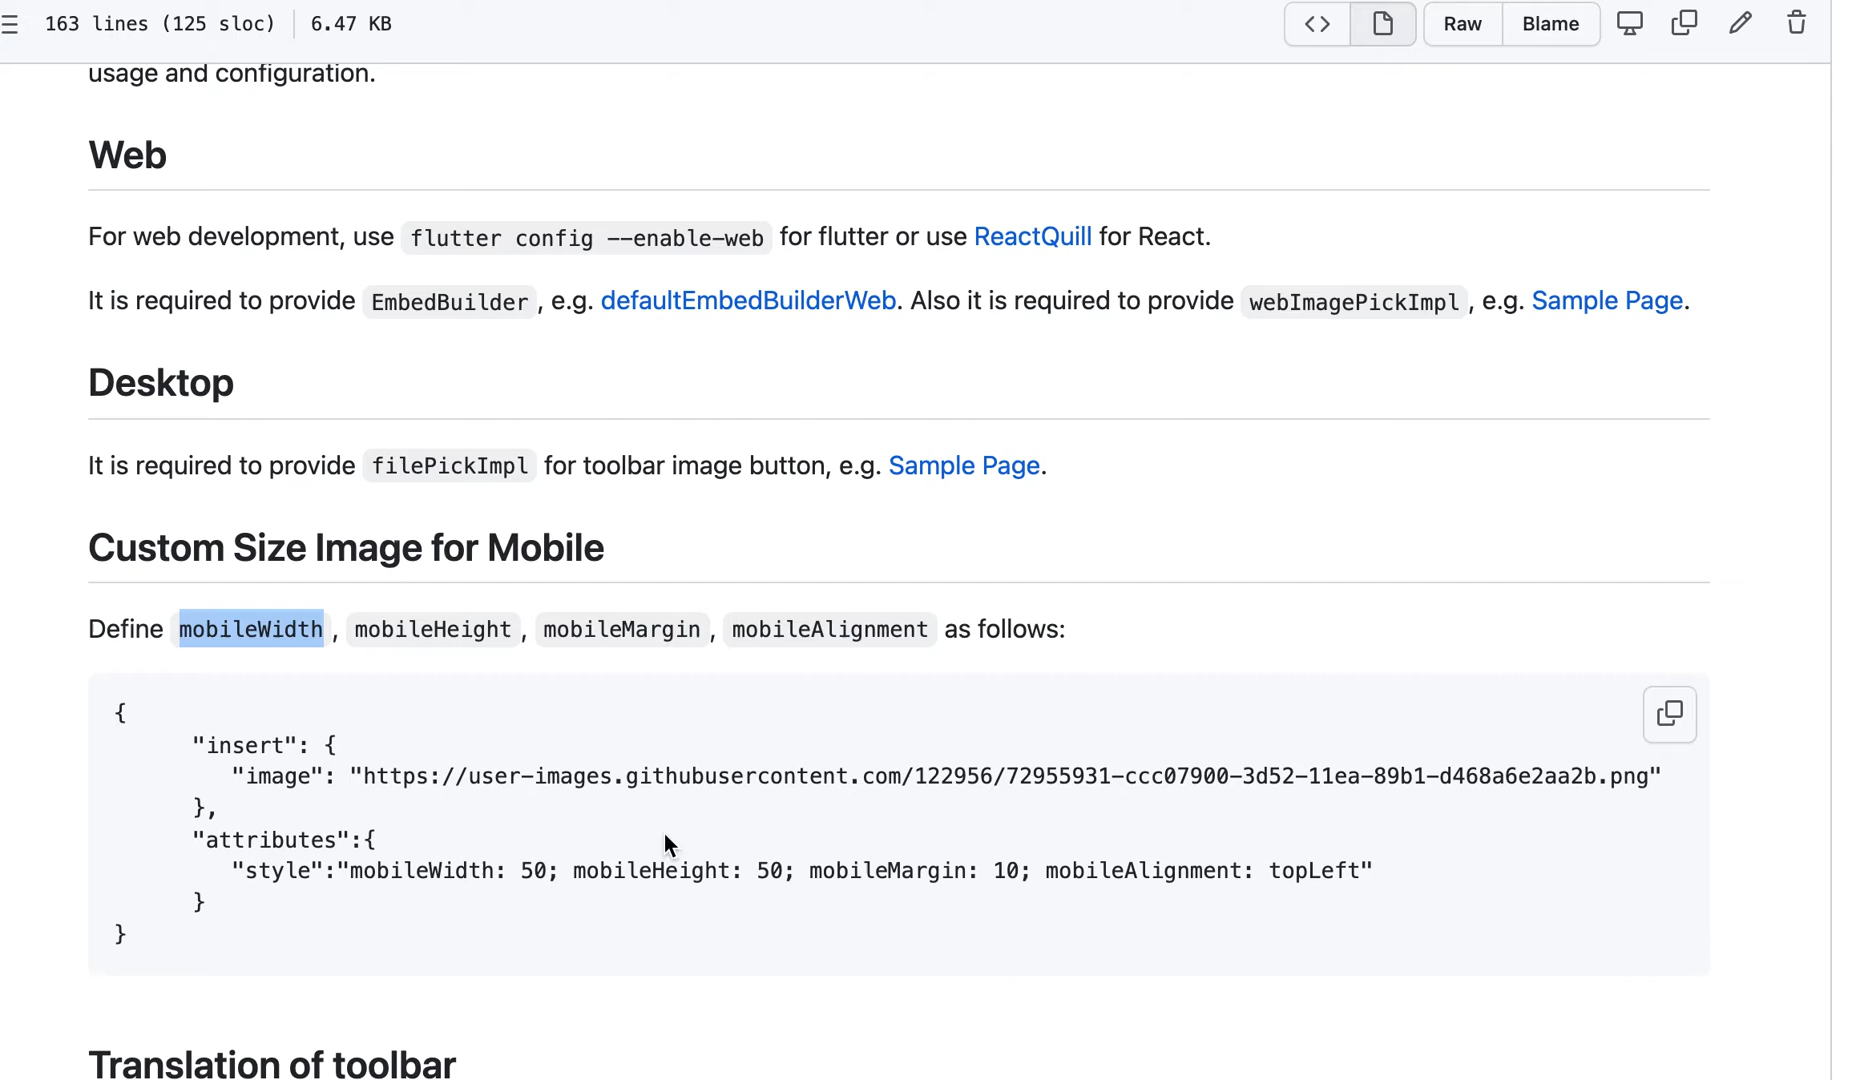 163 lines (125 sloc) 6.47 KB Raw Blame
usage and configuration.
Web
For web development, use flutter config --enable-web for flutter or use ReactQuill for React.
It is required to provide EmbedBuilder, e.g. defaultEmbedBuilderWeb. Also it is required to provide webImagePickImpl, e.g. Sample Page.
Desktop
It is required to provide filePickImpl for toolbar image button, e.g. Sample Page.
Custom Size Image for Mobile
Define mobileWidth, mobileHeight, mobileMargin, mobileAlignment as follows:
{
"insert": {
"image": "https://user-images.githubusercontent.com/122956/72955931-ccc07900-3d52-11ea-89b1-d468a6e2aa2b.png"
},
"attributes":{
"style":"mobileWidth: 50; mobileHeight: 50; mobileMargin: 10; mobileAlignment: topLeft"
}
}
Translation of toolbar